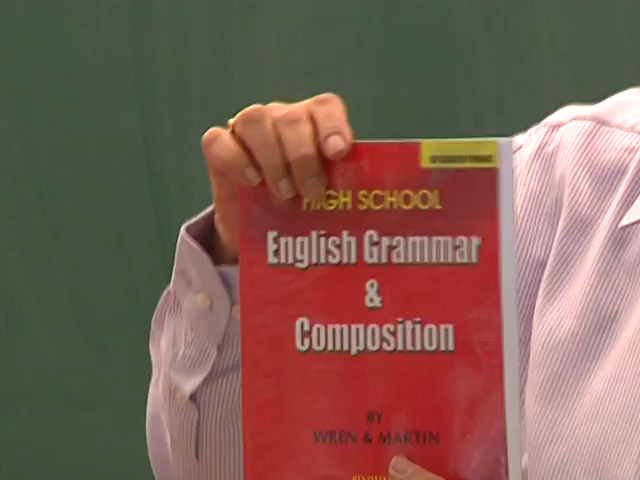 HIGH SCHOOL
English Grammar
&
Composition
BY
WREN & MARTIN